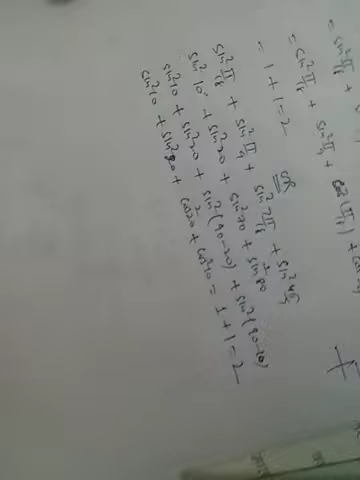 = sin²π/18 +
= sin²π/18 + sin²π/9 + cos²(π/9) + cos²
= 1 + 1 = 2
OR
sin²π/18 + sin²π/9 + sin²7π/18 + sin²4π/9
sin²10 + sin²20 + sin²70 + sin²80
sin²10 + sin²20 + sin²(90-20) + sin²(90-10)
sin²10 + sin²20 + cos²20 + cos²10 = 1 + 1 = 2